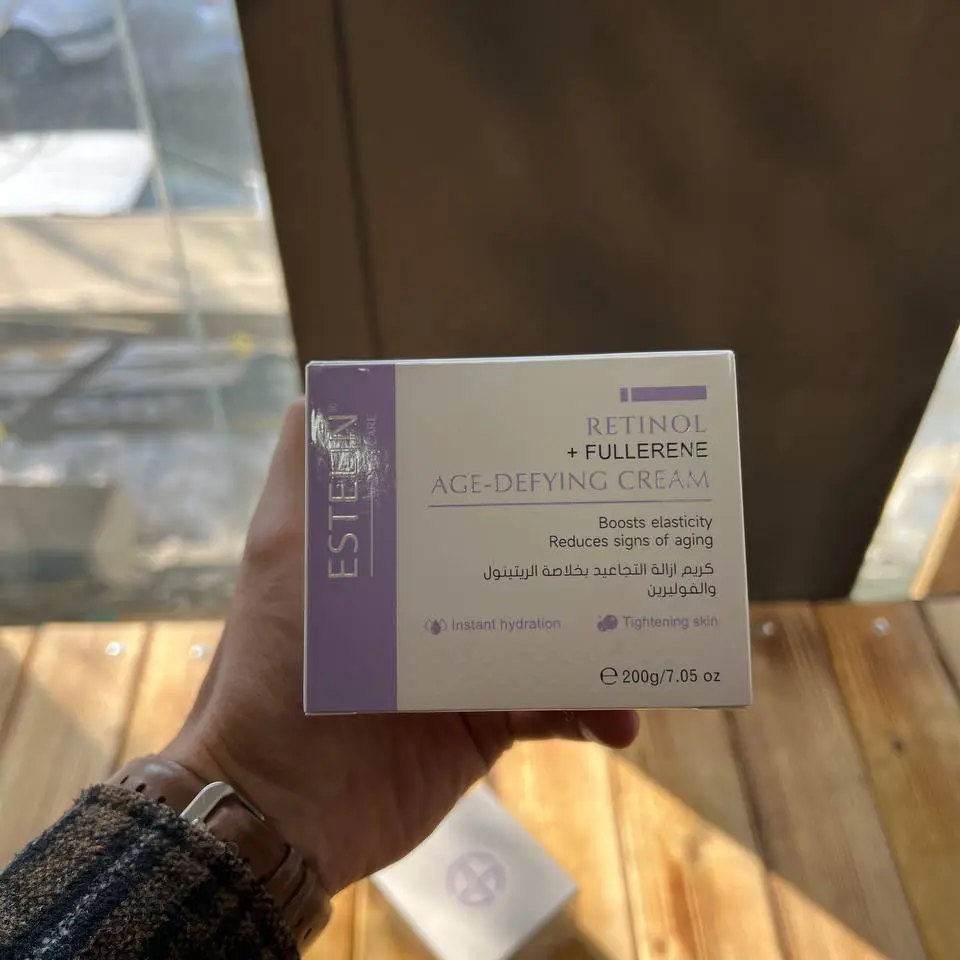 ESTELIN
RETINOL
+ FULLERENE
AGE-DEFYING CREAM
Boosts elasticity
Reduces signs of aging
كريم ازالة التجاعيد بخلاصة الريتينول
والفوليرين
Instant hydration
Tightening skin
℮ 200g/7.05 oz